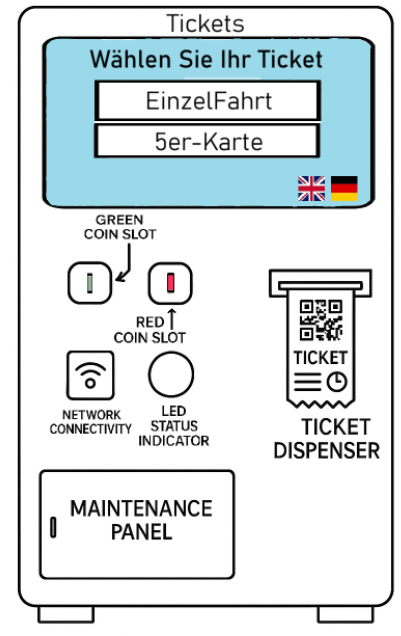 Tickets
Wählen Sie Ihr Ticket
EinzelFahrt
5er-Karte
GREEN
COIN SLOT
RED
COIN SLOT
NETWORK
CONNECTIVITY
LED
STATUS
INDICATOR
TICKET
TICKET
DISPENSER
MAINTENANCE
PANEL